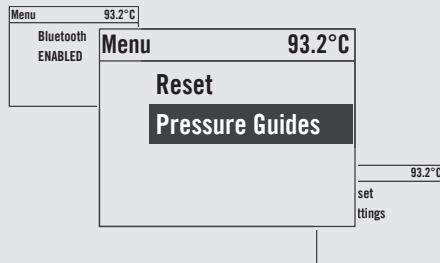 Menu 93.2°C
Bluetooth
ENABLED
Menu 93.2°C
Reset
Pressure Guides
93.2°C
set
ttings